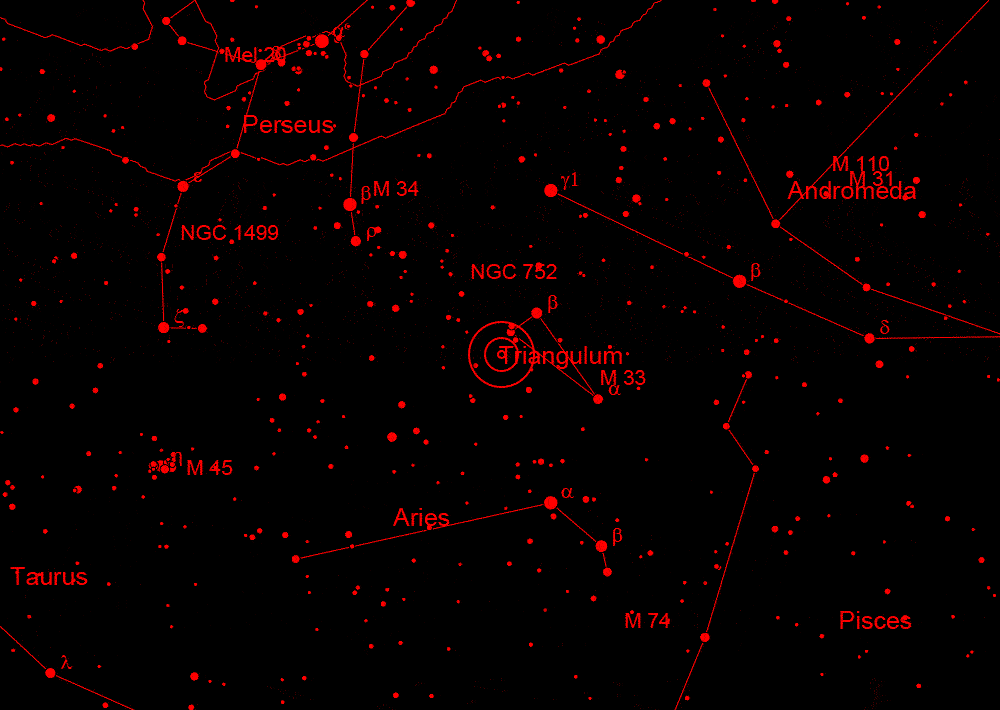 α
Mel 20
δ
Perseus
M 110
M 31
Andromeda
ε
γ1
β
M 34
ρ
NGC 1499
NGC 752
β
β
ζ
δ
Triangulum
M 33
α
η
M 45
α
Aries
β
Taurus
M 74
Pisces
λ